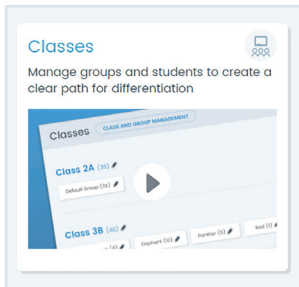 Classes
Manage groups and students to create a
clear path for differentiation
Classes
CLASS AND GROUP MANAGEMENT
Class 2A (35)
Default Group (35)
Class 3B (40)
Elephant (10)
Panther (5)
Red (1)